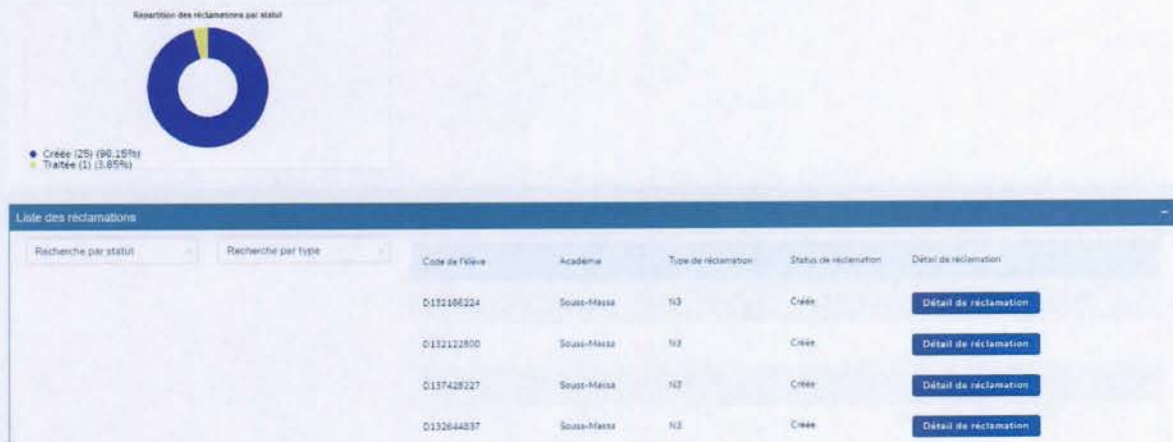 Répartition des réclamations par statut
Créée (25) (96.15%)
Traitée (1) (3.85%)
Liste des réclamations
Recherche par statut Recherche par type
Code de l'élève Académie Type de réclamation Status de réclamation Détail de réclamation
D132186224 Souss-Massa N3 Créée Détail de réclamation
D132122800 Souss-Massa N3 Créée Détail de réclamation
D137428227 Souss-Massa N3 Créée Détail de réclamation
D132644837 Souss-Massa N3 Créée Détail de réclamation